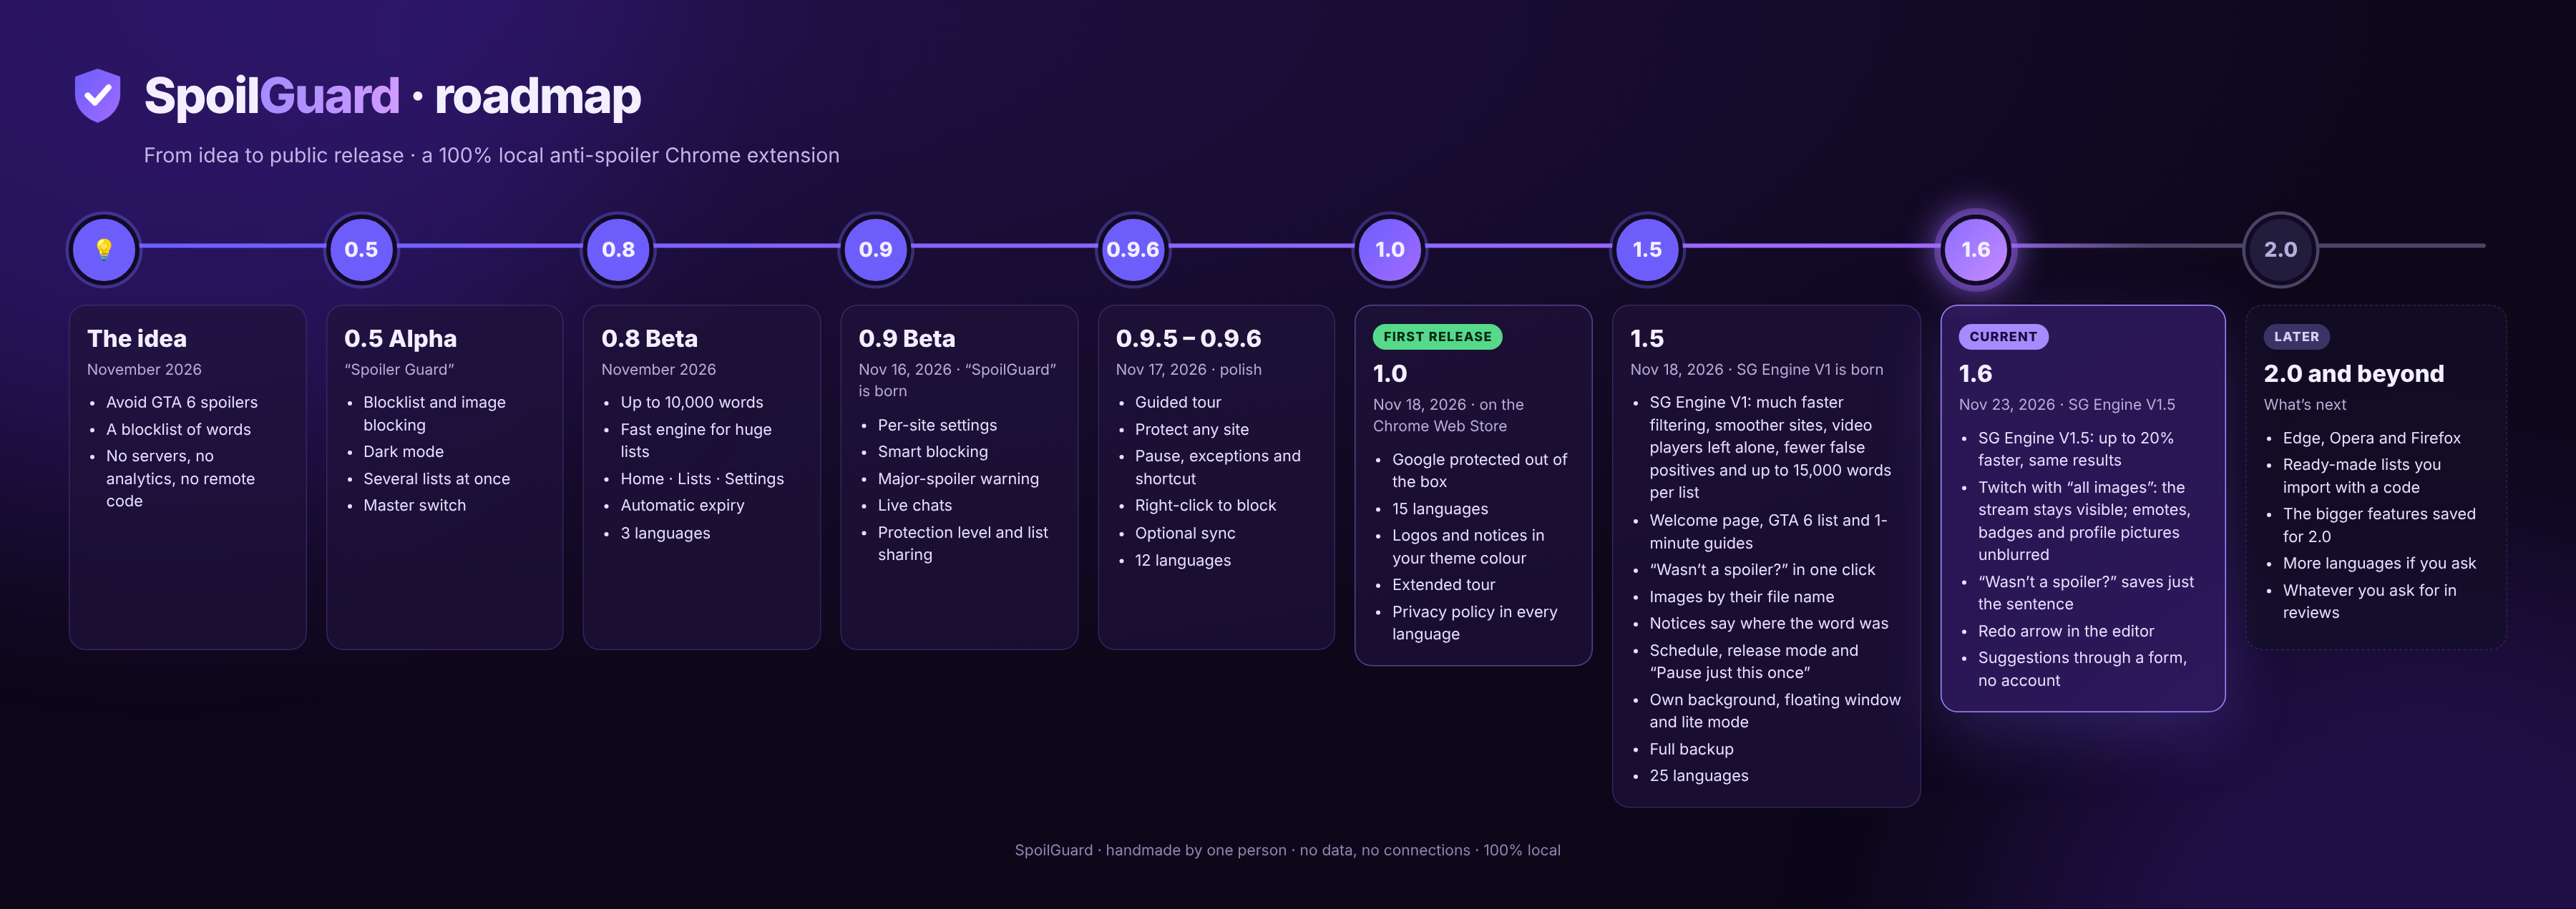 SpoilGuard · roadmap
From idea to public release · a 100% local anti-spoiler Chrome extension
0.5
0.8
0.9
0.9.6
1.0
1.5
1.6
2.0
The idea
November 2026
• Avoid GTA 6 spoilers
• A blocklist of words
• No servers, no
analytics, no remote
code
0.5 Alpha
“Spoiler Guard”
• Blocklist and image
blocking
• Dark mode
• Several lists at once
• Master switch
0.8 Beta
November 2026
• Up to 10,000 words
• Fast engine for huge
lists
• Home · Lists · Settings
• Automatic expiry
• 3 languages
0.9 Beta
Nov 16, 2026 · “SpoilGuard”
is born
• Per-site settings
• Smart blocking
• Major-spoiler warning
• Live chats
• Protection level and list
sharing
0.9.5 – 0.9.6
Nov 17, 2026 · polish
• Guided tour
• Protect any site
• Pause, exceptions and
shortcut
• Right-click to block
• Optional sync
• 12 languages
FIRST RELEASE
1.0
Nov 18, 2026 · on the
Chrome Web Store
• Google protected out of
the box
• 15 languages
• Logos and notices in
your theme colour
• Extended tour
• Privacy policy in every
language
1.5
Nov 18, 2026 · SG Engine V1 is born
• SG Engine V1: much faster
filtering, smoother sites, video
players left alone, fewer false
positives and up to 15,000 words
per list
• Welcome page, GTA 6 list and 1-
minute guides
• “Wasn’t a spoiler?” in one click
• Images by their file name
• Notices say where the word was
• Schedule, release mode and
“Pause just this once”
• Own background, floating window
and lite mode
• Full backup
• 25 languages
CURRENT
1.6
Nov 23, 2026 · SG Engine V1.5
• SG Engine V1.5: up to 20%
faster, same results
• Twitch with “all images”: the
stream stays visible; emotes,
badges and profile pictures
unblurred
• “Wasn’t a spoiler?” saves just
the sentence
• Redo arrow in the editor
• Suggestions through a form,
no account
LATER
2.0 and beyond
What’s next
• Edge, Opera and Firefox
• Ready-made lists you
import with a code
• The bigger features saved
for 2.0
• More languages if you ask
• Whatever you ask for in
reviews
SpoilGuard · handmade by one person · no data, no connections · 100% local